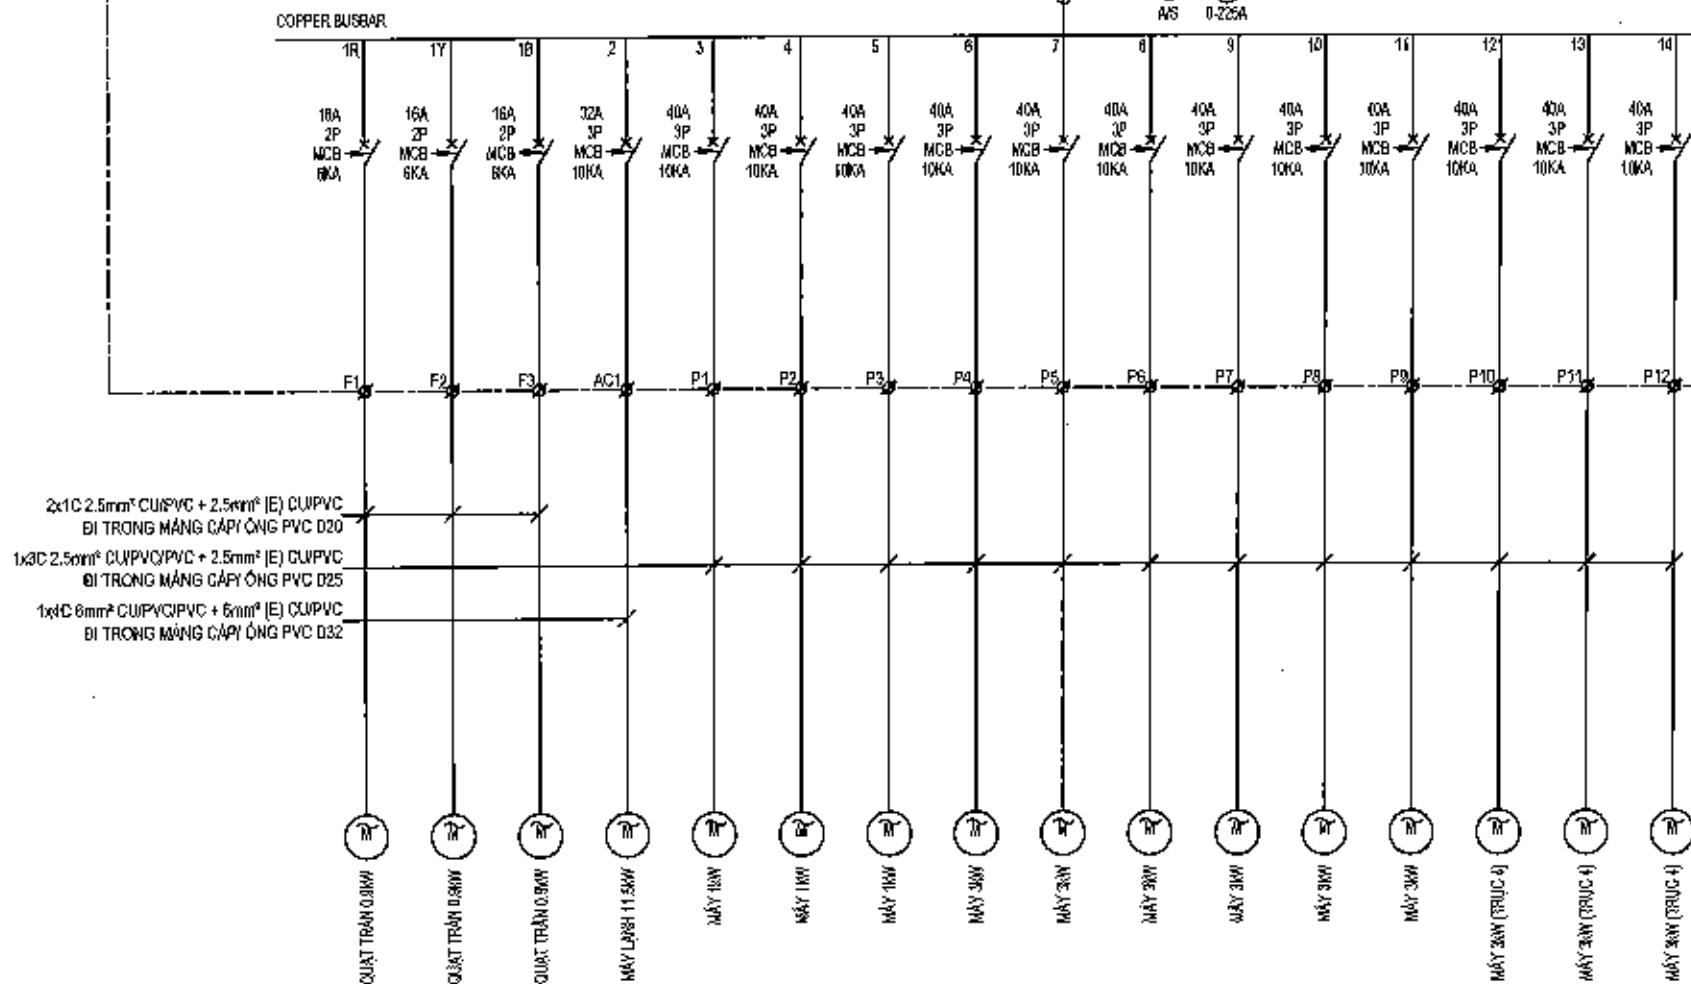 A/S 0-225A
COPPER BUSBAR
1R 1Y 1B 2 3 4 5 6 7 8 9 10 11 12 13 14
16A 16A 16A 32A 40A 40A 40A 40A 40A 40A 40A 40A 40A 40A 40A 40A
2P 2P 2P 3P 3P 3P 3P 3P 3P 3P 3P 3P 3P 3P 3P 3P
MCB MCB MCB MCB MCB MCB MCB MCB MCB MCB MCB MCB MCB MCB MCB MCB
6KA 6KA 6KA 10KA 10KA 10KA 10KA 10KA 10KA 10KA 10KA 10KA 10KA 10KA 10KA 10KA
F1 F2 F3 AC1 P1 P2 P3 P4 P5 P6 P7 P8 P9 P10 P11 P12
2x1C 2.5mm² CU/PVC + 2.5mm² (E) CU/PVC
ĐI TRONG MÁNG CÁP/ ỐNG PVC D20
1x3C 2.5mm² CU/PVC/PVC + 2.5mm² (E) CU/PVC
ĐI TRONG MÁNG CÁP/ ỐNG PVC D25
1x4C 6mm² CU/PVC/PVC + 6mm² (E) CU/PVC
ĐI TRONG MÁNG CÁP/ ỐNG PVC D32
M M M M M M M M M M M M M M M M
QUẠT TRẦN 0.9KW
QUẠT TRẦN 0.9KW
QUẠT TRẦN 0.9KW
MÁY LẠNH 11.5KW
MÁY 1KW
MÁY 1KW
MÁY 1KW
MÁY 3KW
MÁY 3KW
MÁY 3KW
MÁY 3KW
MÁY 3KW
MÁY 3KW
MÁY 3KW (TRỤC 4)
MÁY 3KW (TRỤC 4)
MÁY 3KW (TRỤC 4)